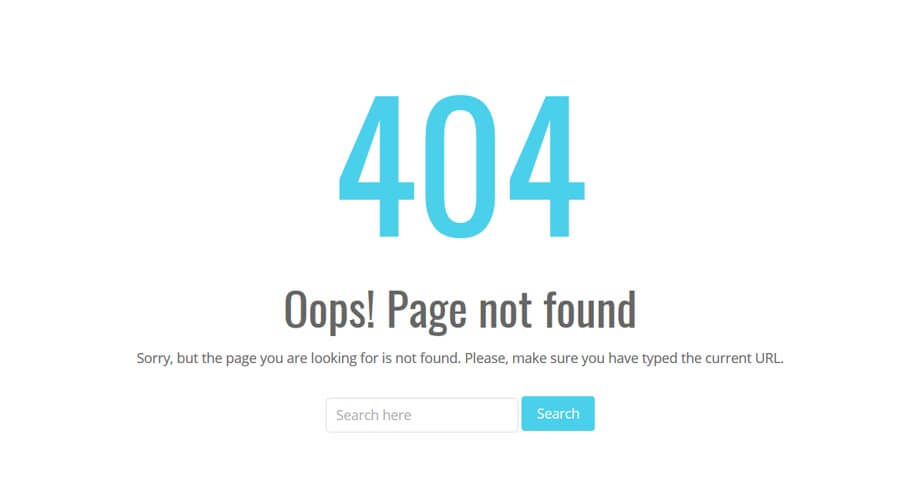 404
Oops! Page not found
Sorry, but the page you are looking for is not found. Please, make sure you have typed the current URL.
Search here
Search